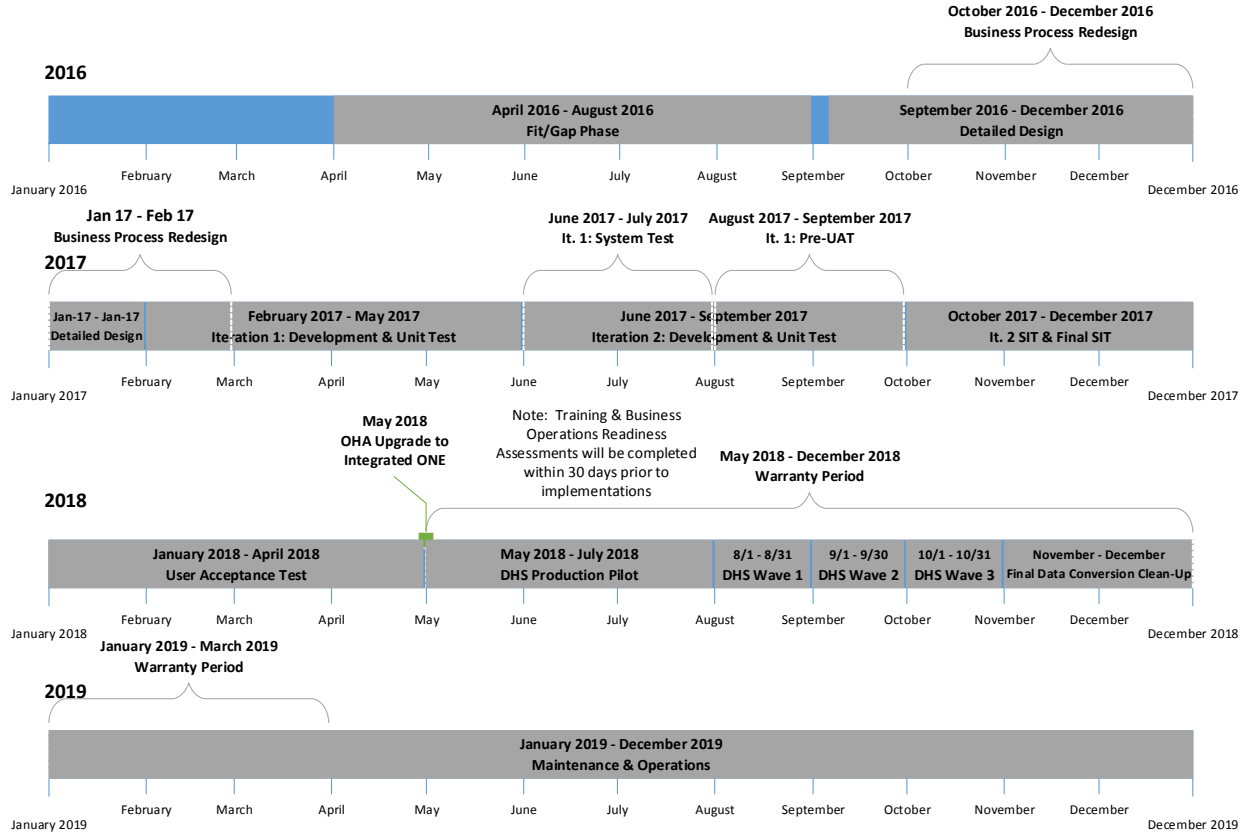 October 2016 - December 2016
Business Process Redesign
2016
April 2016 - August 2016
Fit/Gap Phase
September 2016 - December 2016
Detailed Design
January 2016
February
March
April
May
June
July
August
September
October
November
December
December 2016
Jan 17 - Feb 17
Business Process Redesign
June 2017 - July 2017
It. 1: System Test
August 2017 - September 2017
It. 1: Pre-UAT
2017
Jan-17 - Jan-17
Detailed Design
February 2017 - May 2017
Iteration 1: Development & Unit Test
June 2017 - September 2017
Iteration 2: Development & Unit Test
October 2017 - December 2017
It. 2 SIT & Final SIT
January 2017
February
March
April
May
June
July
August
September
October
November
December
December 2017
May 2018
OHA Upgrade to
Integrated ONE
Note: Training & Business
Operations Readiness
Assessments will be completed
within 30 days prior to
implementations
May 2018 - December 2018
Warranty Period
2018
January 2018 - April 2018
User Acceptance Test
May 2018 - July 2018
DHS Production Pilot
8/1 - 8/31
DHS Wave 1
9/1 - 9/30
DHS Wave 2
10/1 - 10/31
DHS Wave 3
November - December
Final Data Conversion Clean-Up
January 2018
February
March
April
May
June
July
August
September
October
November
December
December 2018
January 2019 - March 2019
Warranty Period
2019
January 2019 - December 2019
Maintenance & Operations
January 2019
February
March
April
May
June
July
August
September
October
November
December
December 2019